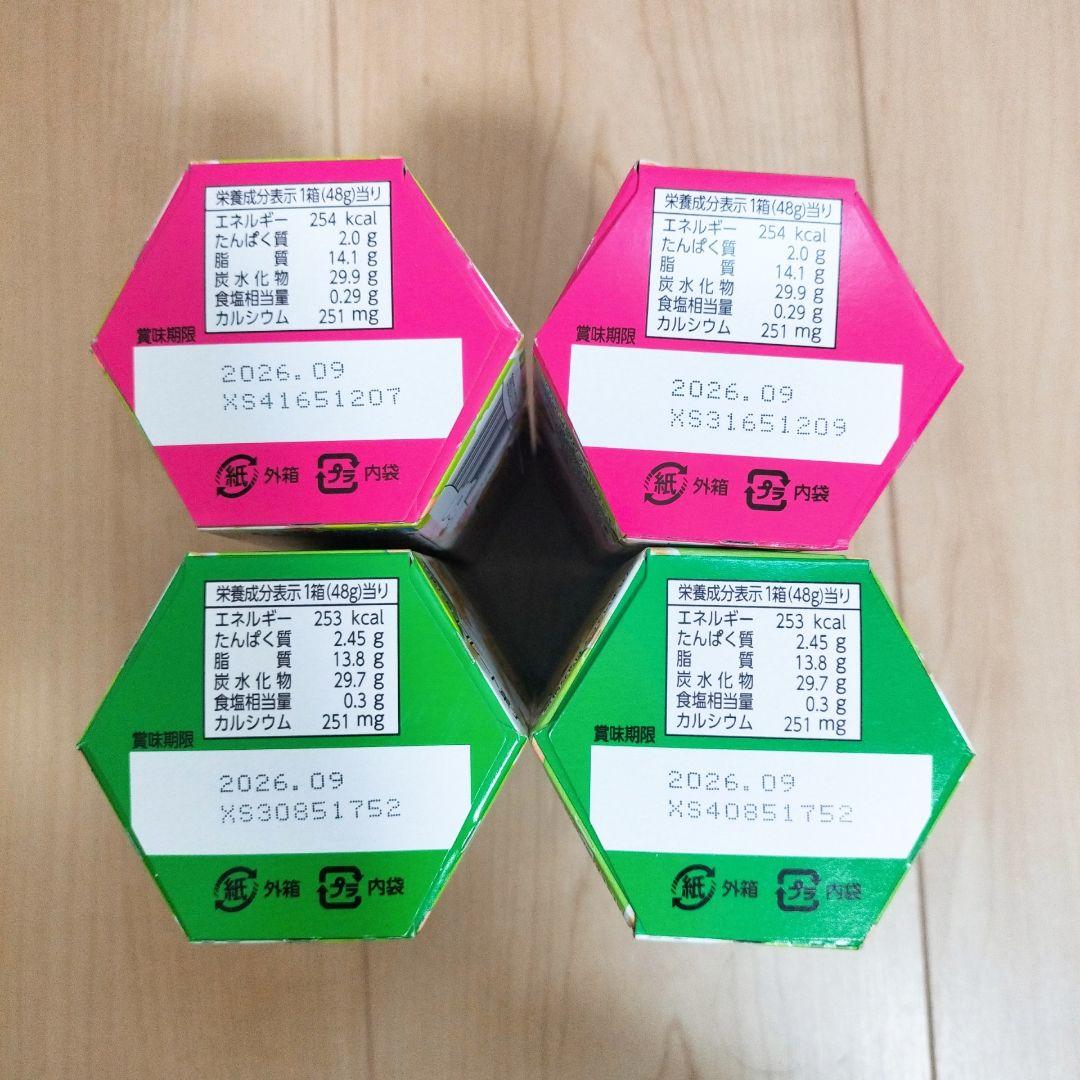 栄養成分表示1箱(48g)当り
エネルギー 254 kcal
たんぱく質 2.0 g
脂 質 14.1 g
炭水化物 29.9 g
食塩相当量 0.29 g
カルシウム 251 mg
賞味期限
2026.09
XS41651207
紙 外箱 プラ 内袋
栄養成分表示1箱(48g)当り
エネルギー 254 kcal
たんぱく質 2.0 g
脂 質 14.1 g
炭水化物 29.9 g
食塩相当量 0.29 g
カルシウム 251 mg
賞味期限
2026.09
XS31651209
紙 外箱 プラ 内袋
栄養成分表示1箱(48g)当り
エネルギー 253 kcal
たんぱく質 2.45 g
脂 質 13.8 g
炭水化物 29.7 g
食塩相当量 0.3 g
カルシウム 251 mg
賞味期限
2026.09
XS30851752
紙 外箱 プラ 内袋
栄養成分表示1箱(48g)当り
エネルギー 253 kcal
たんぱく質 2.45 g
脂 質 13.8 g
炭水化物 29.7 g
食塩相当量 0.3 g
カルシウム 251 mg
賞味期限
2026.09
XS40851752
紙 外箱 プラ 内袋